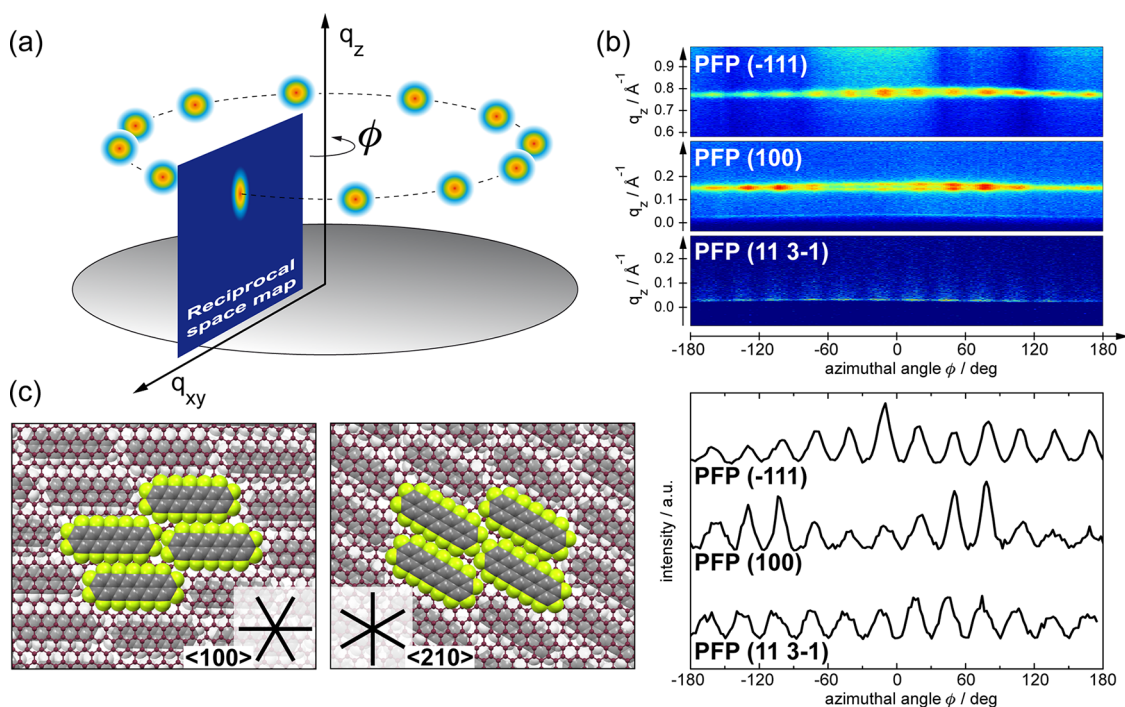 (a)
q_z
ϕ
Reciprocal
space map
q_xy
(b)
PFP (-111)
q_z / Å⁻¹
0.9
0.8
0.7
0.6
PFP (100)
q_z / Å⁻¹
0.2
0.1
0.0
PFP (11 3-1)
q_z / Å⁻¹
0.2
0.1
0.0
-180 -120 -60 0 60 120 180
azimuthal angle ϕ / deg
(c)
<100>
<210>
intensity / a.u.
PFP (-111)
PFP (100)
PFP (11 3-1)
-180 -120 -60 0 60 120 180
azimuthal angle ϕ / deg